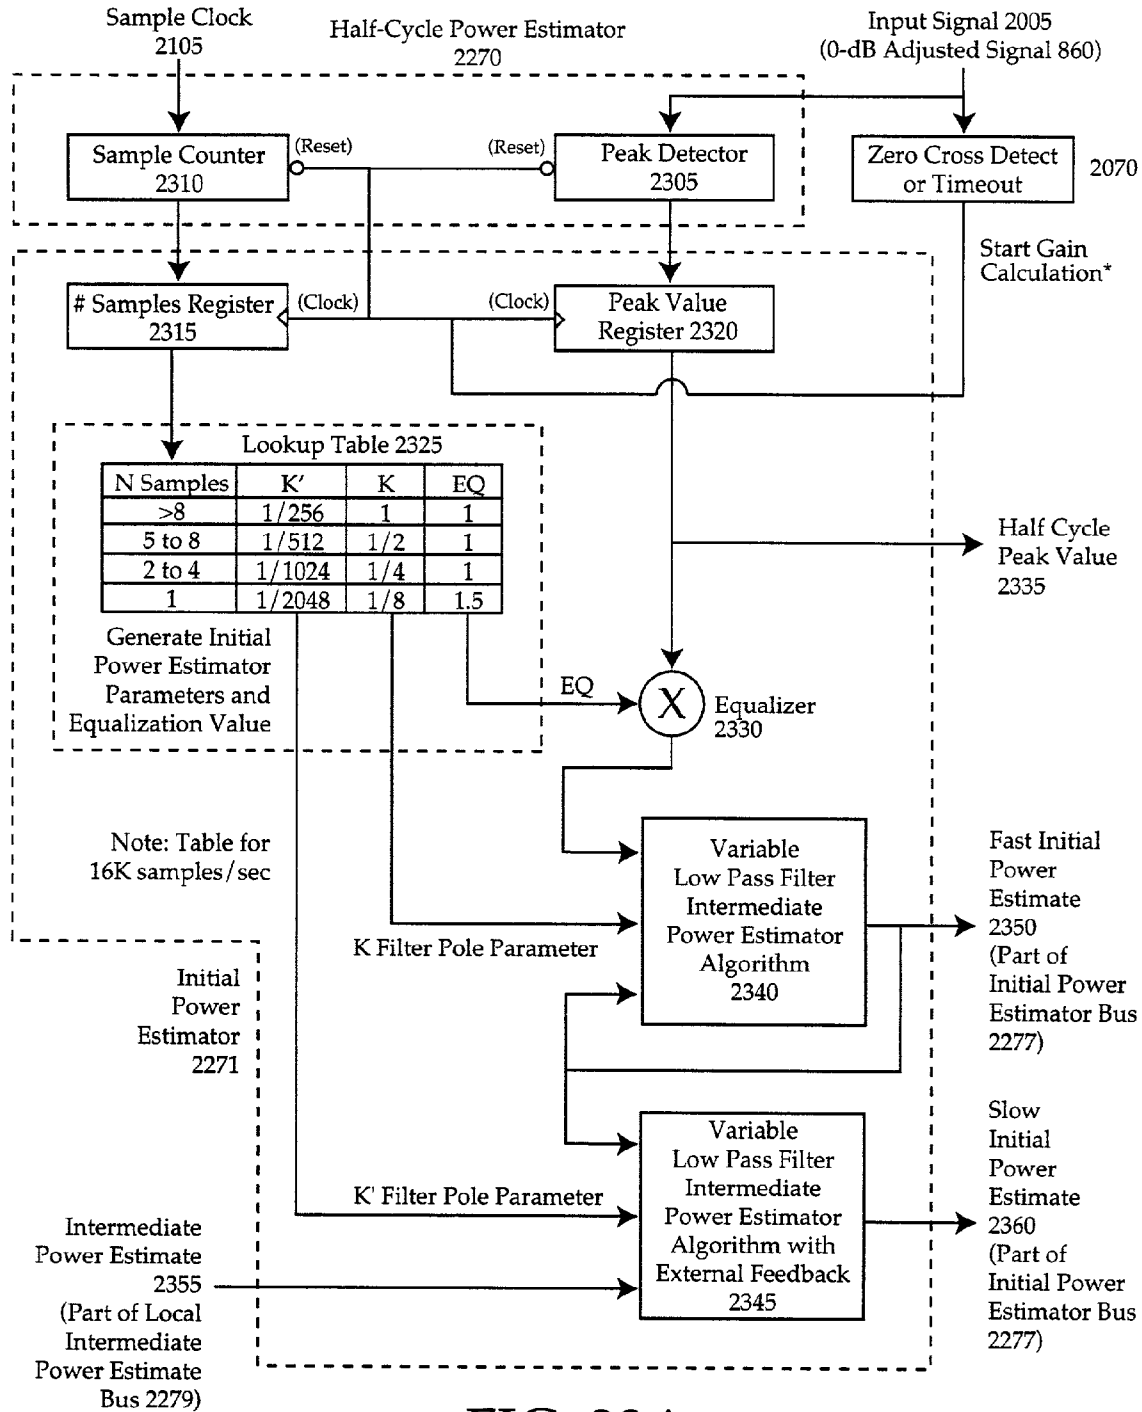 Sample Clock
2105
Half-Cycle Power Estimator
2270
Input Signal 2005
(0-dB Adjusted Signal 860)
Sample Counter
2310
(Reset)
(Reset)
Peak Detector
2305
Zero Cross Detect
or Timeout
2070
Start Gain
Calculation*
# Samples Register
2315
(Clock)
(Clock)
Peak Value
Register 2320
Lookup Table 2325
N Samples K' K EQ
>8 1/256 1 1
5 to 8 1/512 1/2 1
2 to 4 1/1024 1/4 1
1 1/2048 1/8 1.5
Generate Initial
Power Estimator
Parameters and
Equalization Value
Half Cycle
Peak Value
2335
EQ
X
Equalizer
2330
Note: Table for
16K samples/sec
Variable
Low Pass Filter
Intermediate
Power Estimator
Algorithm
2340
K Filter Pole Parameter
Fast Initial
Power
Estimate
2350
(Part of
Initial Power
Estimator Bus
2277)
Initial
Power
Estimator
2271
Variable
Low Pass Filter
Intermediate
Power Estimator
Algorithm with
External Feedback
2345
K' Filter Pole Parameter
Slow
Initial
Power
Estimate
2360
(Part of
Initial Power
Estimator Bus
2277)
Intermediate
Power Estimate
2355
(Part of Local
Intermediate
Power Estimate
Bus 2279)